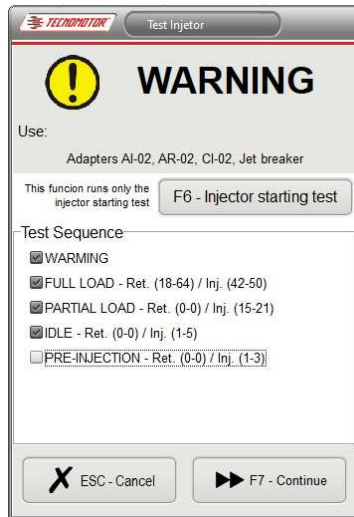 TECNOMOTOR
Test Injetor
WARNING
Use:
Adapters AI-02, AR-02, CI-02, Jet breaker
This funcion runs only the
injector starting test
F6 - Injector starting test
Test Sequence
WARMING
FULL LOAD - Ret. (18-64) / Inj. (42-50)
PARTIAL LOAD - Ret. (0-0) / Inj. (15-21)
IDLE - Ret. (0-0) / Inj. (1-5)
PRE-INJECTION - Ret. (0-0) / Inj. (1-3)
ESC - Cancel
F7 - Continue